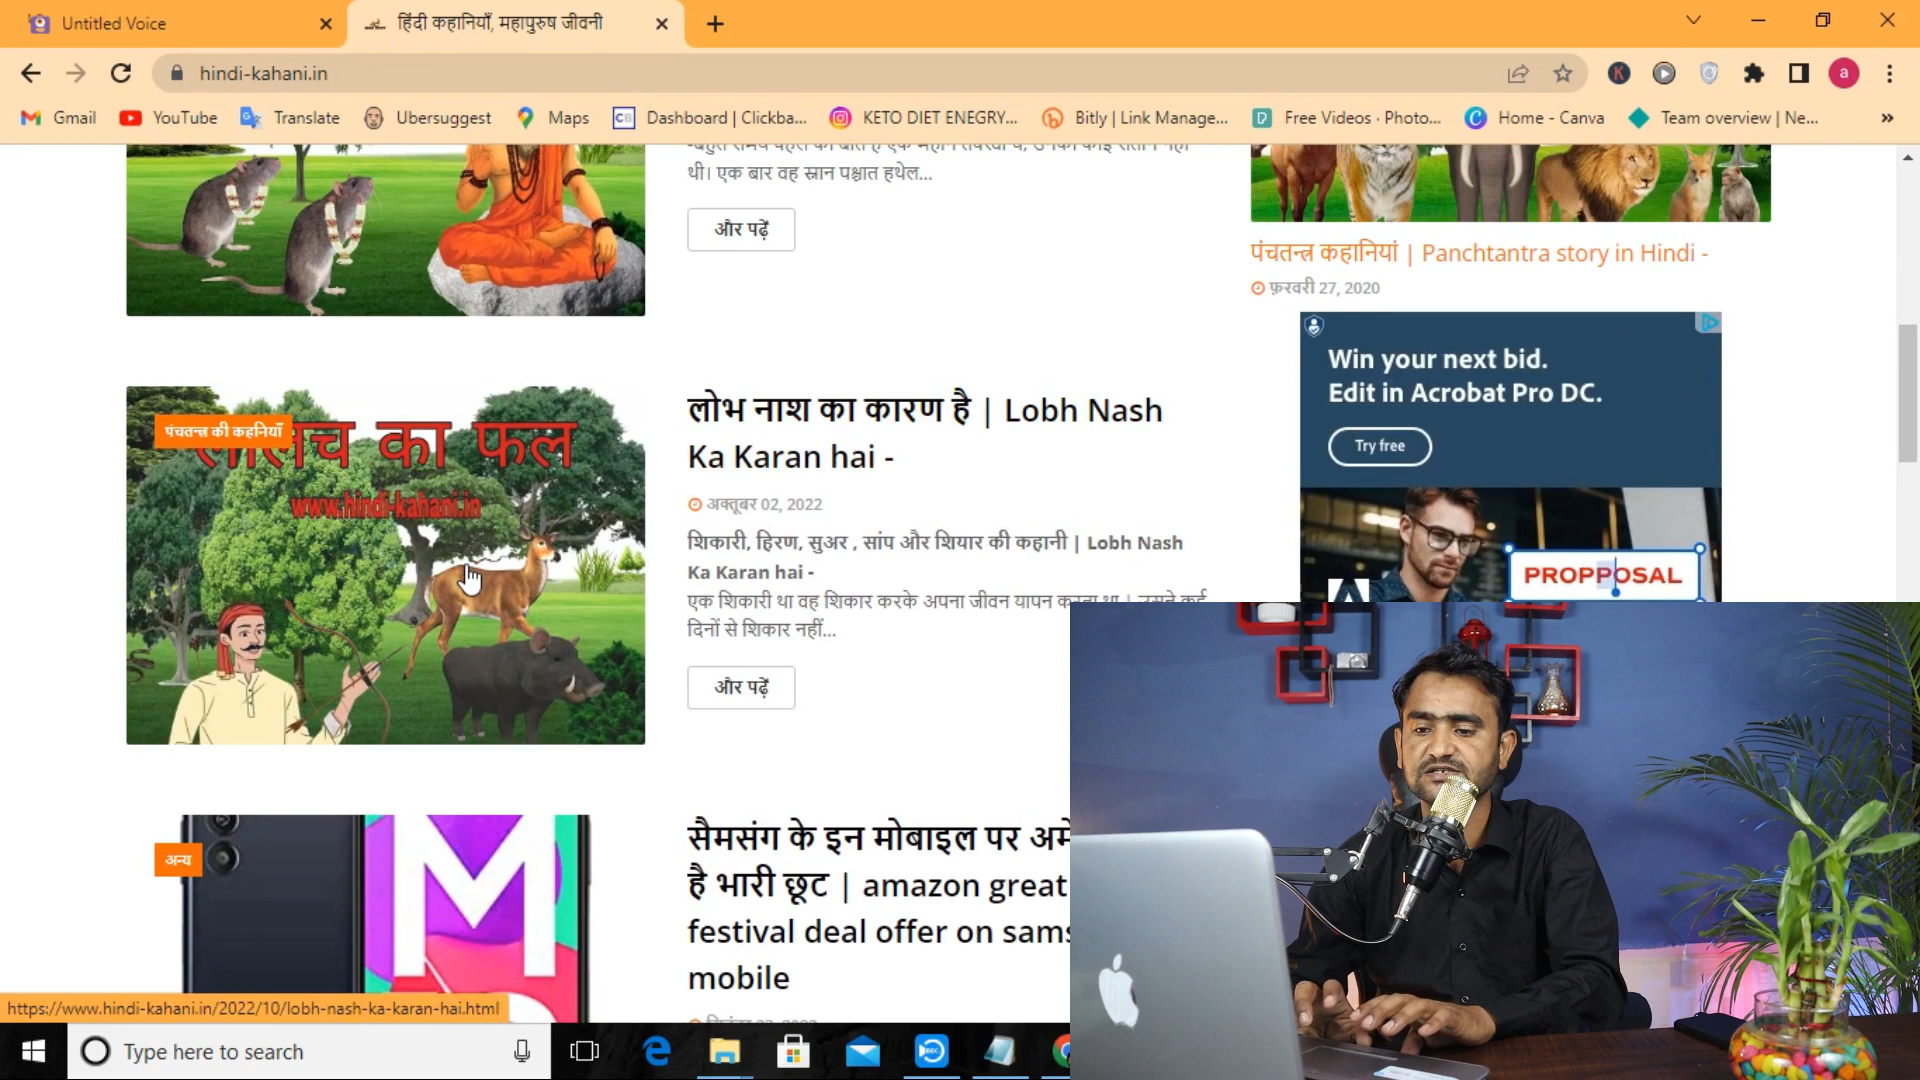 Untitled Voice
हिंदी कहानियाँ, महापुरुष जीवनी
hindi-kahani.in
a
Gmail
YouTube
Translate
Ubersuggest
Maps
Dashboard | Clickba...
KETO DIET ENEGRY...
Bitly | Link Manage...
Free Videos · Photo...
Home - Canva
Team overview | Ne...
थी। एक बार वह स्नान पश्चात हथेल...
और पढ़ें
पंचतन्त्र कहानियां | Panchtantra story in Hindi -
फ़रवरी 27, 2020
Win your next bid.
Edit in Acrobat Pro DC.
Try free
PROPPOSAL
पंचतन्त्र की कहनियाँ
का फल
www.hindi-kahani.in
लोभ नाश का कारण है | Lobh Nash
Ka Karan hai -
अक्तूबर 02, 2022
शिकारी, हिरण, सुअर , सांप और शियार की कहानी | Lobh Nash
Ka Karan hai -
एक शिकारी था वह शिकार करके अपना जीवन यापन
दिनों से शिकार नहीं...
और पढ़ें
अन्य
M
सैमसंग के इन मोबाइल पर
है भारी छूट | amazon great
festival deal offer on
mobile
https://www.hindi-kahani.in/2022/10/lobh-nash-ka-karan-hai.html
Type here to search